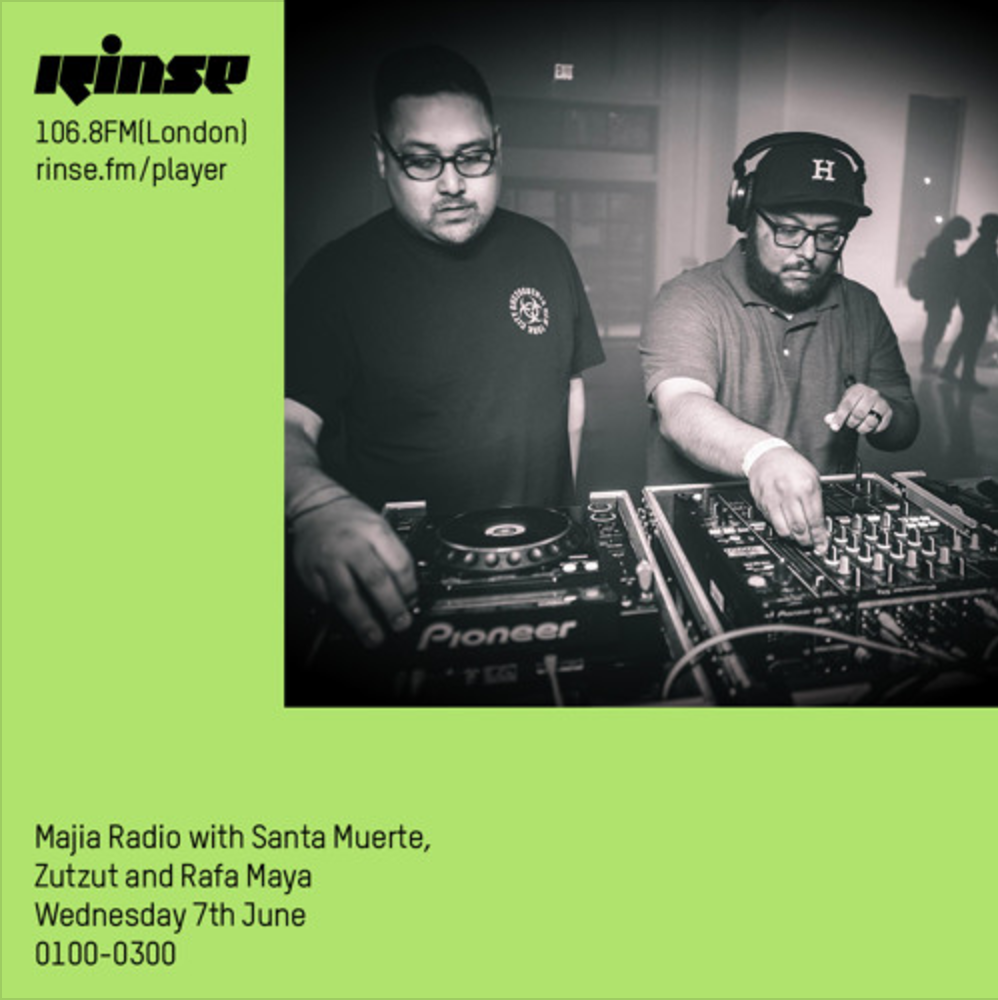 rinse
106.8FM(London)
rinse.fm/player
EXIT
H
Pioneer
Majia Radio with Santa Muerte,
Zutzut and Rafa Maya
Wednesday 7th June
0100-0300